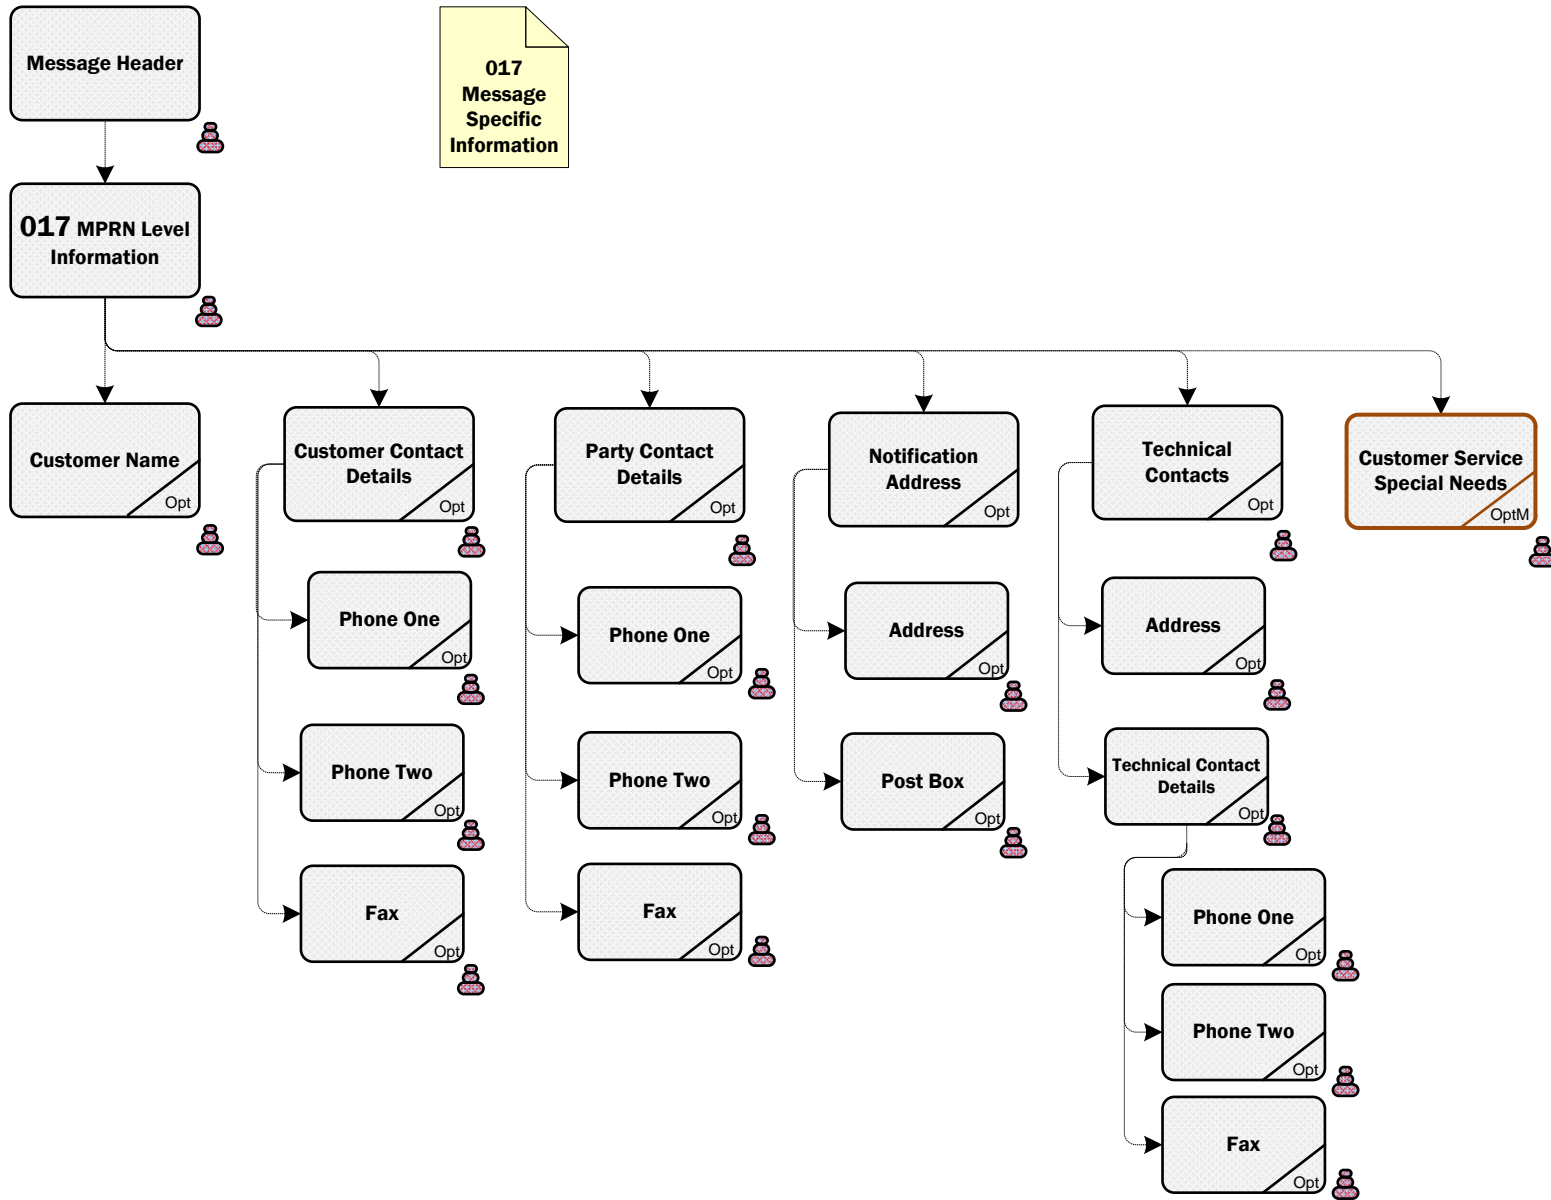 Message Header
017
Message
Specific
Information
017 MPRN Level
Information
Customer Name
Opt
Customer Contact
Details
Opt
Phone One
Opt
Phone Two
Opt
Fax
Opt
Party Contact
Details
Opt
Phone One
Opt
Phone Two
Opt
Fax
Opt
Notification
Address
Opt
Address
Opt
Post Box
Opt
Technical
Contacts
Opt
Address
Opt
Technical Contact
Details
Opt
Phone One
Opt
Phone Two
Opt
Fax
Opt
Customer Service
Special Needs
OptM